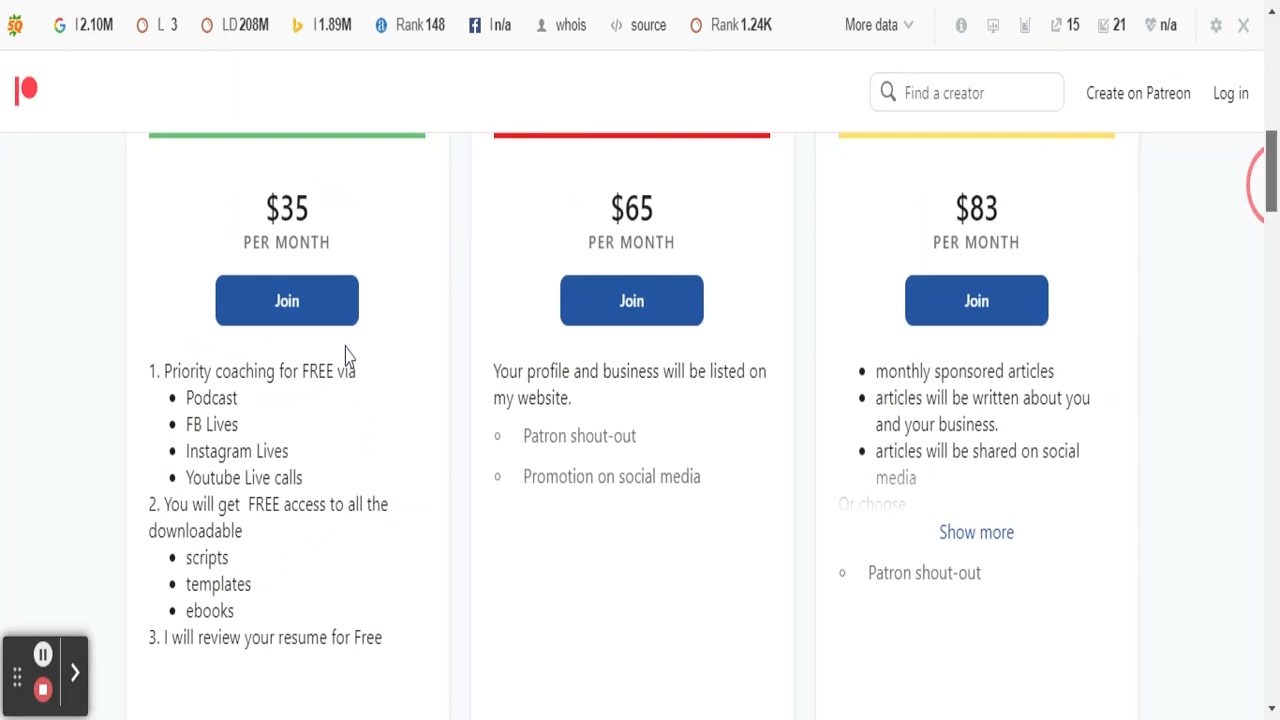 I 2.10M L 3 LD 208M I 1.89M Rank 148 I n/a whois source Rank 1.24K More data 15 21 n/a
Find a creator Create on Patreon Log in
$35
PER MONTH
Join
1. Priority coaching for FREE via
Podcast
FB Lives
Instagram Lives
Youtube Live calls
2. You will get FREE access to all the
downloadable
scripts
templates
ebooks
3. I will review your resume for Free
$65
PER MONTH
Join
Your profile and business will be listed on
my website.
Patron shout-out
Promotion on social media
$83
PER MONTH
Join
monthly sponsored articles
articles will be written about you
and your business.
articles will be shared on social
media
Or choose
Show more
Patron shout-out